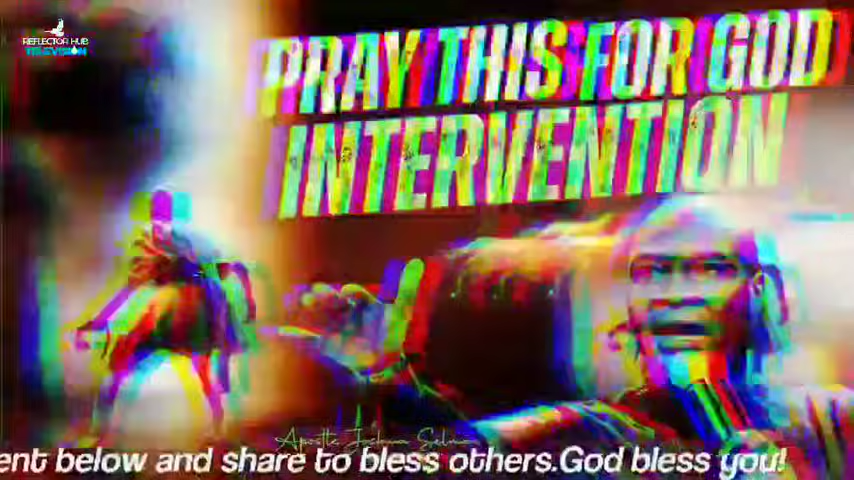 REFLECTOR HUB
TELEVISION
PRAY THIS FOR GOD
INTERVENTION
Apostle Joshua Selman
ent below and share to bless others.God bless you!